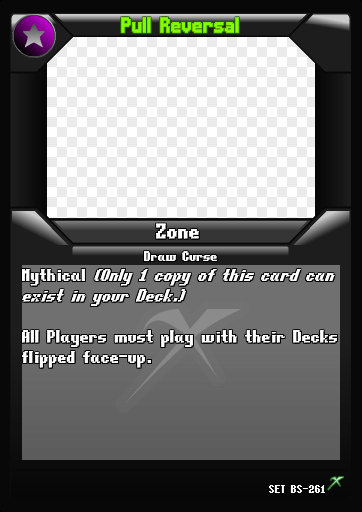 Pull Reversal
Zone
Draw Curse
Mythical (Only 1 copy of this card can
exist in your Deck.)
All Players must play with their Decks
flipped face-up.
SET BS-261